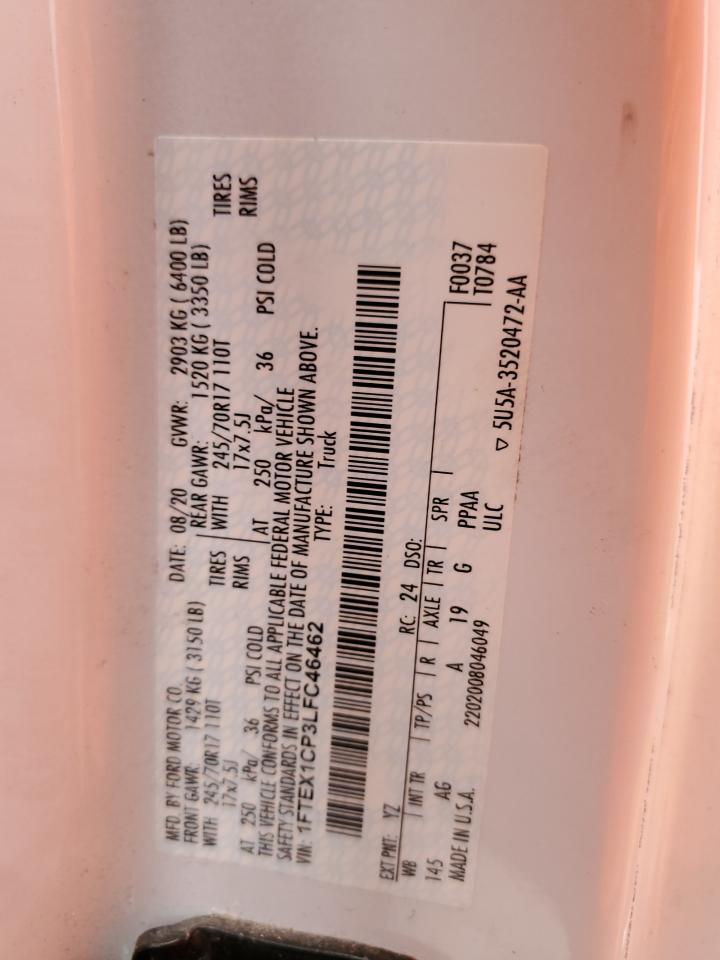 MFD. BY FORD MOTOR CO. DATE: 08/20 GVWR: 2903 KG ( 6400 LB)
FRONT GAWR: 1429 KG ( 3150 LB) REAR GAWR: 1520 KG ( 3350 LB)
WITH 245/70R17 110T TIRES WITH 245/70R17 110T TIRES
17x7.5J RIMS 17x7.5J RIMS
AT 250 kPa/ 36 PSI COLD AT 250 kPa/ 36 PSI COLD
THIS VEHICLE CONFORMS TO ALL APPLICABLE FEDERAL MOTOR VEHICLE
SAFETY STANDARDS IN EFFECT ON THE DATE OF MANUFACTURE SHOWN ABOVE.
VIN: 1FTEX1CP3LFC46462 TYPE: Truck
EXT PNT: YZ RC: 24 DSO: F0037
WB INT TR TP/PS R AXLE TR SPR T0784
145 AG A 19 G PPAA
MADE IN U.S.A. 2202008046049 ULC
▽ 5U5A-3520472-AA